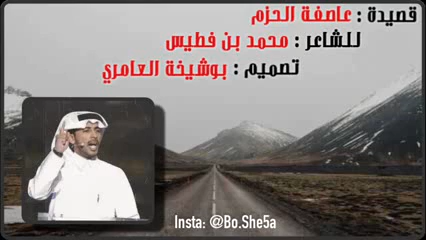 قصيدة : عاصفة الحزم
للشاعر : محمد بن فطيس
تصميم : بوشيخة العامري
Insta: @Bo.She5a